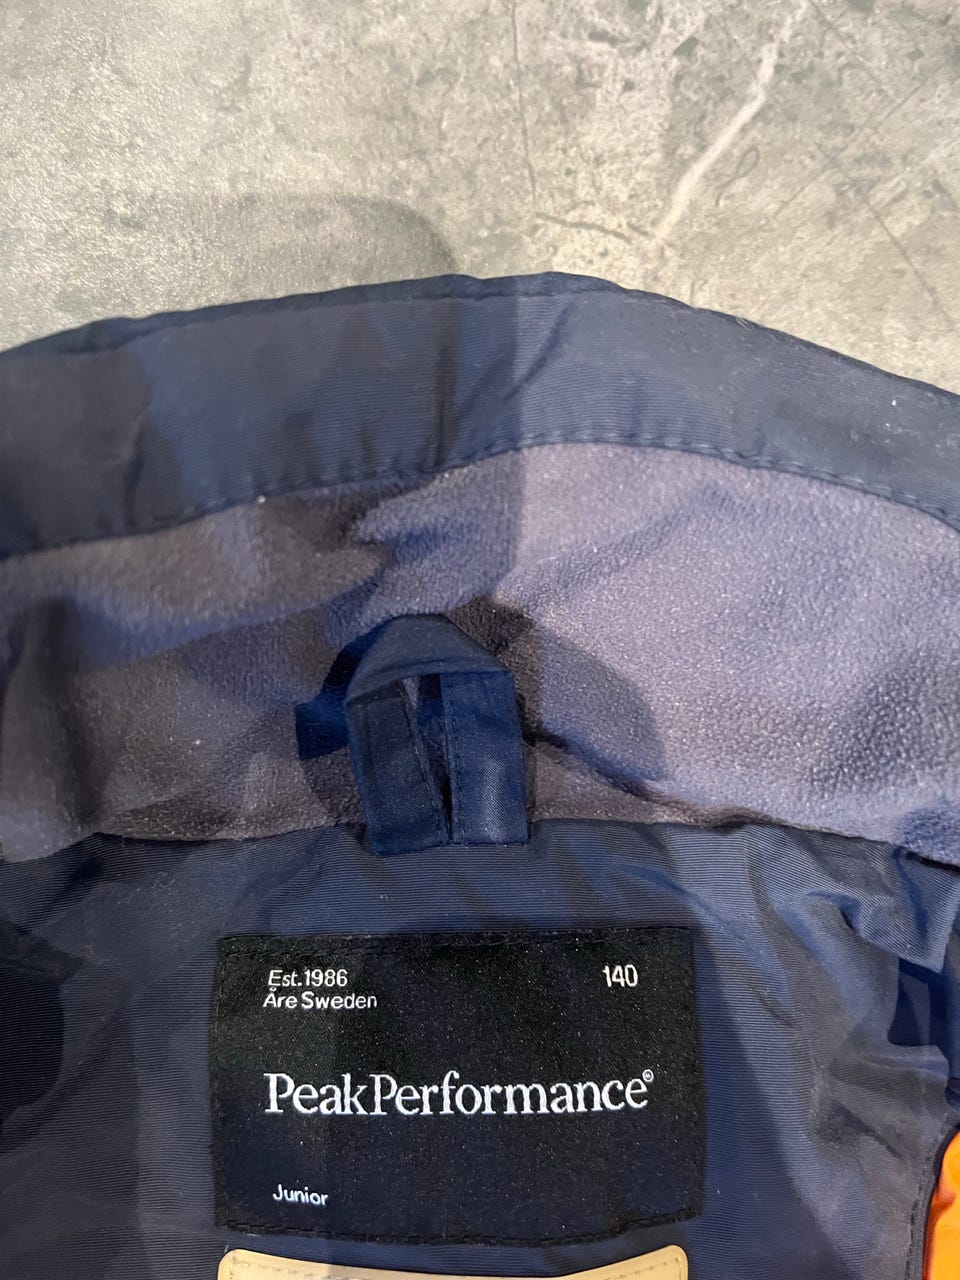 Est.1986
Åre Sweden
140
PeakPerformance®
Junior